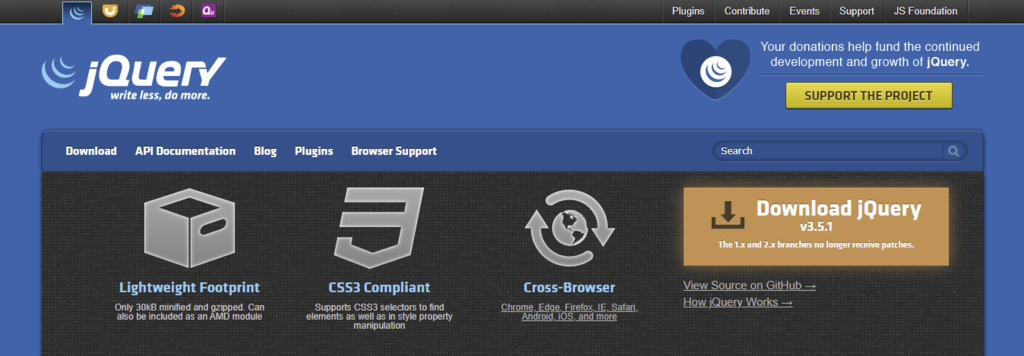 Plugins Contribute Events Support JS Foundation
jQuery
write less, do more.
Your donations help fund the continued
development and growth of jQuery.
SUPPORT THE PROJECT
Download API Documentation Blog Plugins Browser Support Search
Lightweight Footprint
Only 30kB minified and gzipped. Can
also be included as an AMD module
CSS3 Compliant
Supports CSS3 selectors to find
elements as well as in style property
manipulation
Cross-Browser
Chrome, Edge, Firefox, IE, Safari,
Android, iOS, and more
Download jQuery
v3.5.1
The 1.x and 2.x branches no longer receive patches.
View Source on GitHub →
How jQuery Works →